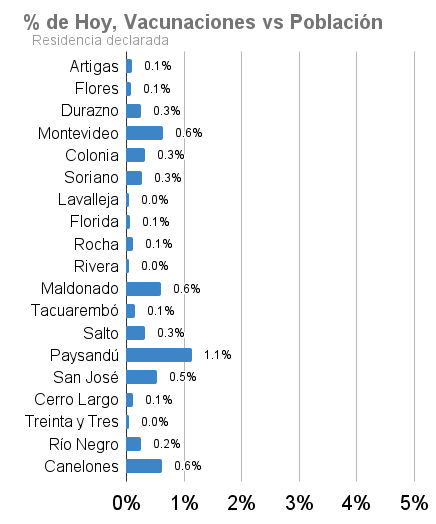 % de Hoy, Vacunaciones vs Población
Residencia declarada
Artigas 0.1%
Flores 0.1%
Durazno 0.3%
Montevideo 0.6%
Colonia 0.3%
Soriano 0.3%
Lavalleja 0.0%
Florida 0.1%
Rocha 0.1%
Rivera 0.0%
Maldonado 0.6%
Tacuarembó 0.1%
Salto 0.3%
Paysandú 1.1%
San José 0.5%
Cerro Largo 0.1%
Treinta y Tres 0.0%
Río Negro 0.2%
Canelones 0.6%
0% 1% 2% 3% 4% 5%